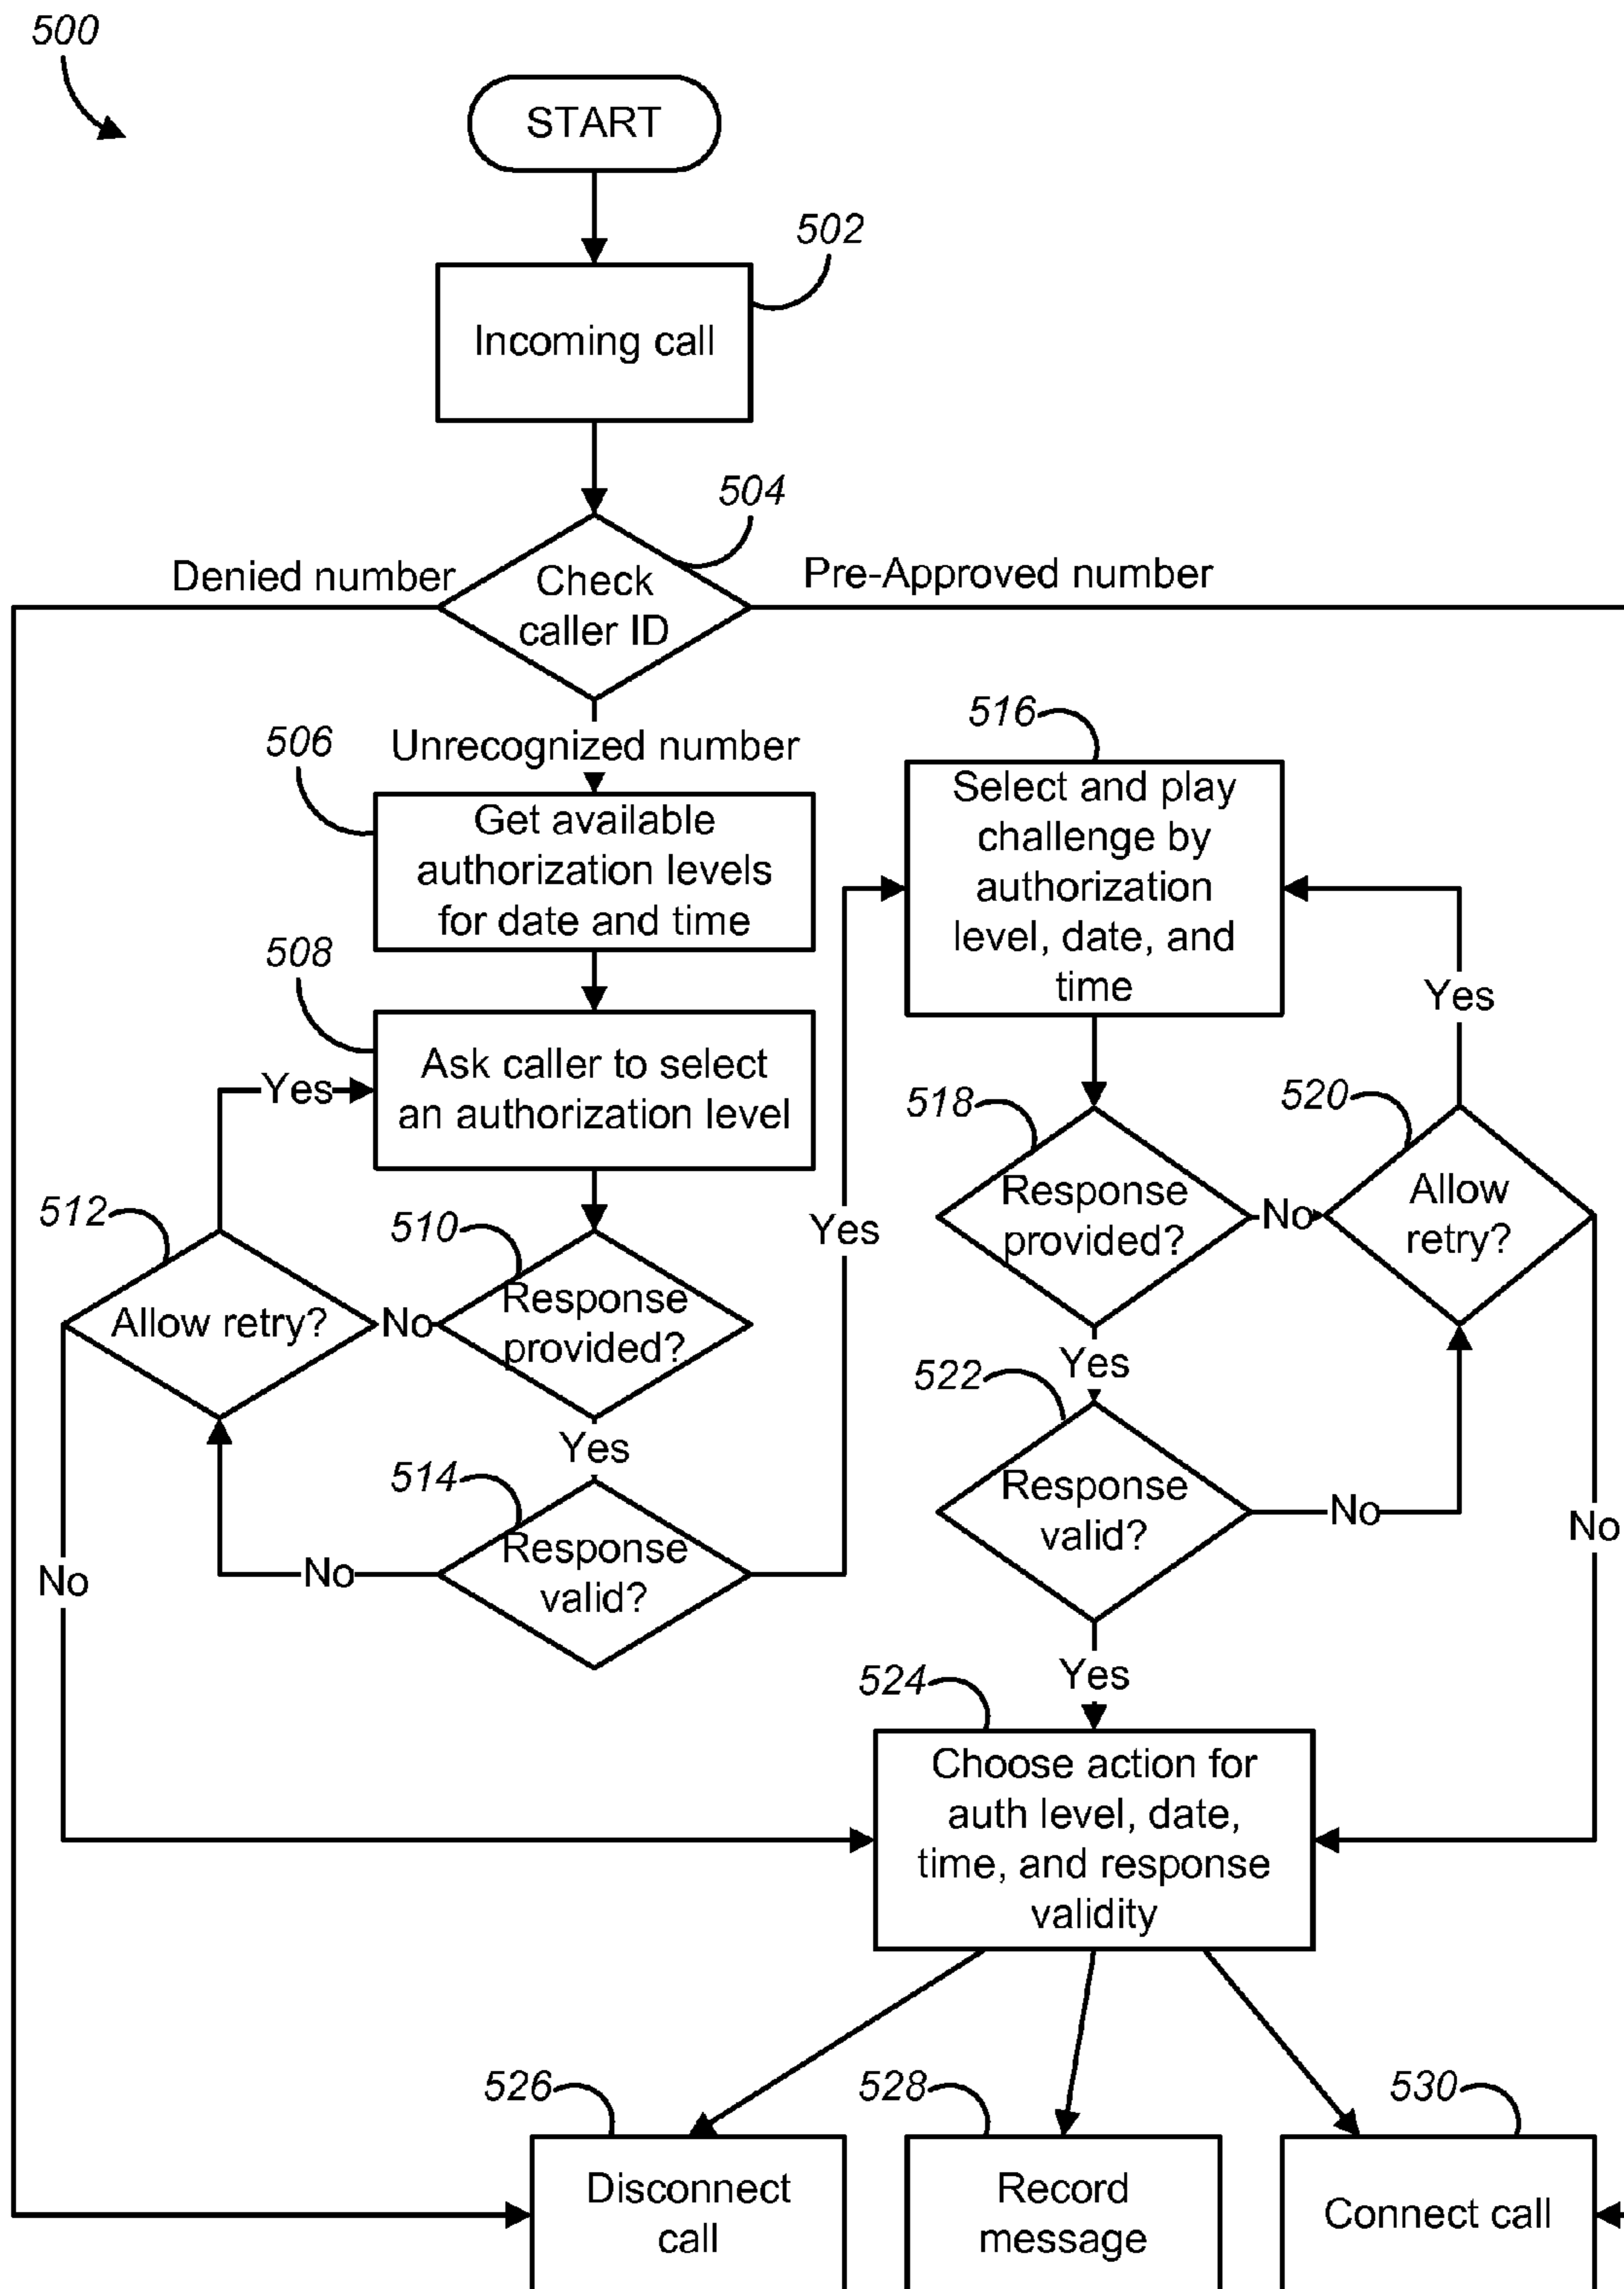 500
START
502
Incoming call
504
Denied number
Check
caller ID
Pre-Approved number
506
Unrecognized number
Get available
authorization levels
for date and time
508
Ask caller to select
an authorization level
Yes
512
Allow retry?
No
510
Response
provided?
Yes
514
Response
valid?
No
No
Yes
516
Select and play
challenge by
authorization
level, date, and
time
518
Response
provided?
No
520
Allow
retry?
Yes
Yes
522
Response
valid?
No
No
Yes
524
Choose action for
auth level, date,
time, and response
validity
526
Disconnect
call
528
Record
message
530
Connect call